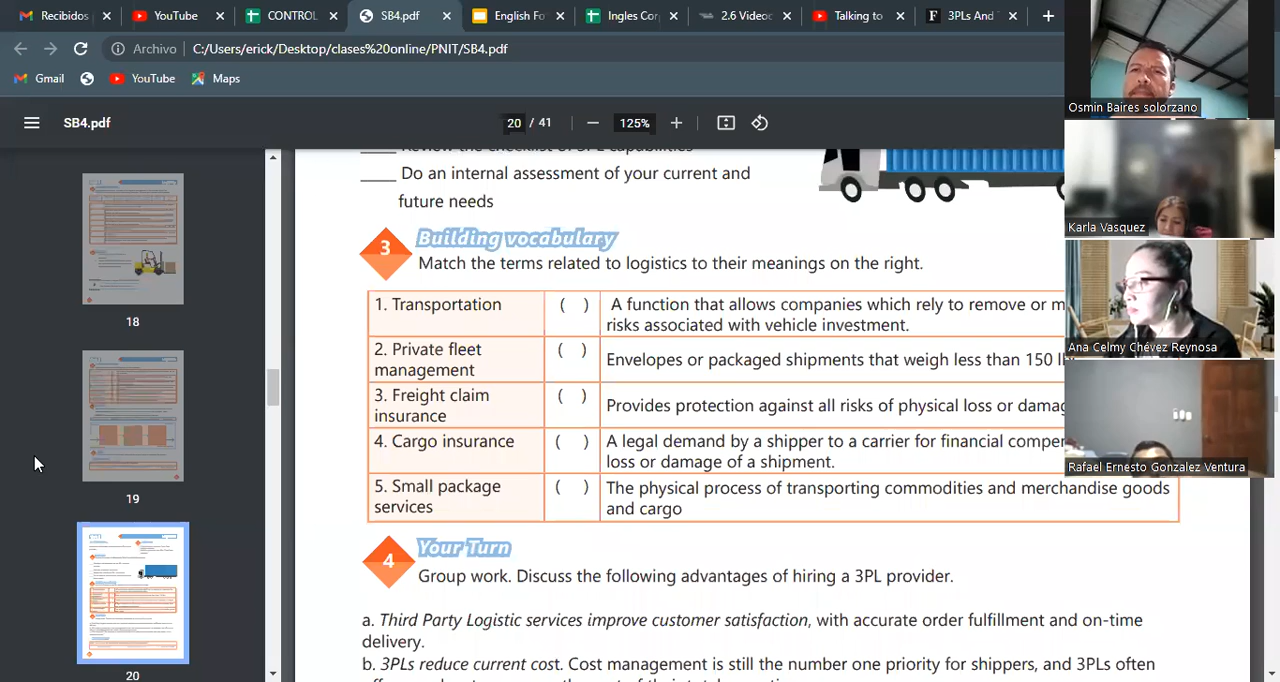 Recibidos
YouTube
CONTROL
SB4.pdf
English Fo
Ingles Cor
2.6 Videoc
Talking to
3PLs And
Archivo C:/Users/erick/Desktop/clases%20online/PNIT/SB4.pdf
Gmail YouTube Maps
SB4.pdf 20 / 41 125%
18
19
20
Do an internal assessment of your current and
future needs
3 Building vocabulary
Match the terms related to logistics to their meanings on the right.
1. Transportation ( ) A function that allows companies which rely to remove or m
risks associated with vehicle investment.
2. Private fleet
management ( ) Envelopes or packaged shipments that weigh less than 150 l
3. Freight claim
insurance ( ) Provides protection against all risks of physical loss or damag
4. Cargo insurance ( ) A legal demand by a shipper to a carrier for financial comper
loss or damage of a shipment.
5. Small package
services ( ) The physical process of transporting commodities and merchandise goods
and cargo
4 Your Turn
Group work. Discuss the following advantages of hiring a 3PL provider.
a. Third Party Logistic services improve customer satisfaction, with accurate order fulfillment and on-time
delivery.
b. 3PLs reduce current cost. Cost management is still the number one priority for shippers, and 3PLs often
Osmin Baires solorzano
Karla Vasquez
Ana Celmy Chévez Reynosa
Rafael Ernesto Gonzalez Ventura